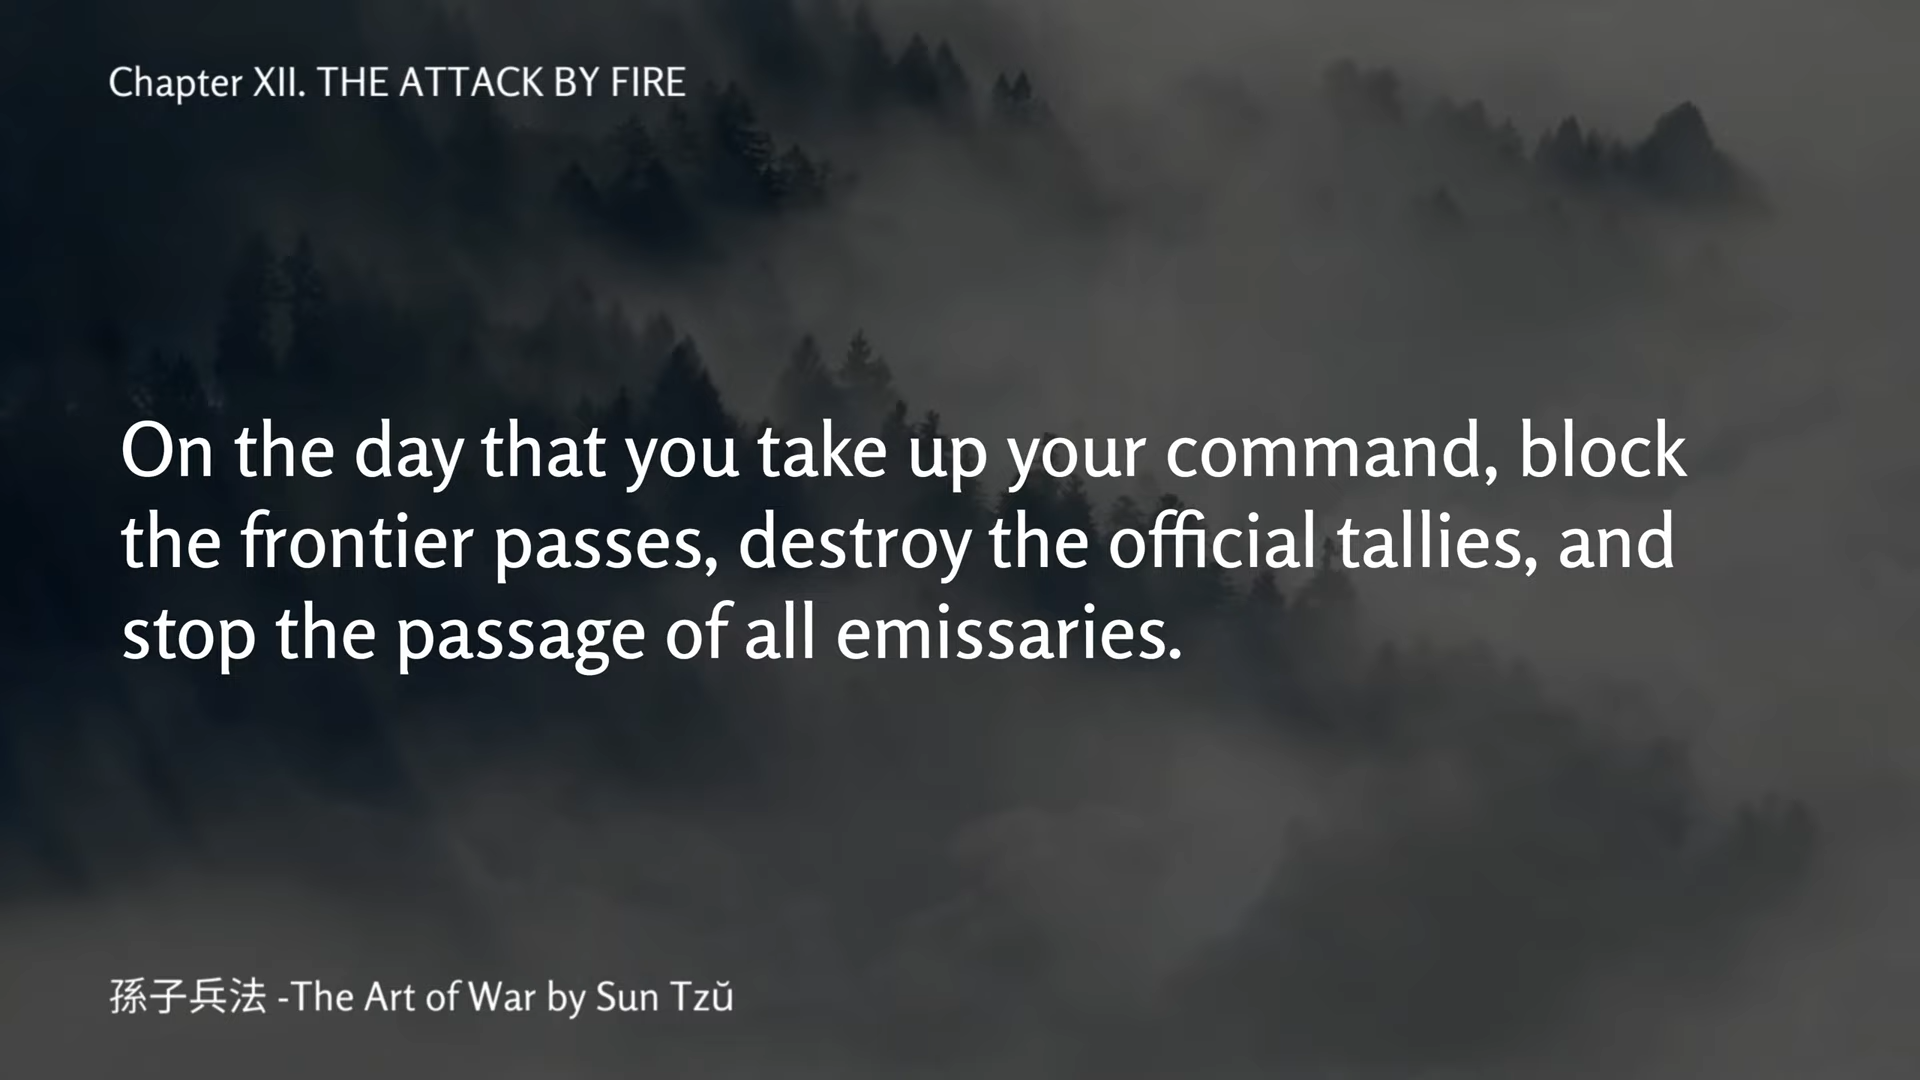 Chapter XII. THE ATTACK BY FIRE
On the day that you take up your command, block
the frontier passes, destroy the official tallies, and
stop the passage of all emissaries.
孫子兵法 -The Art of War by Sun Tzŭ